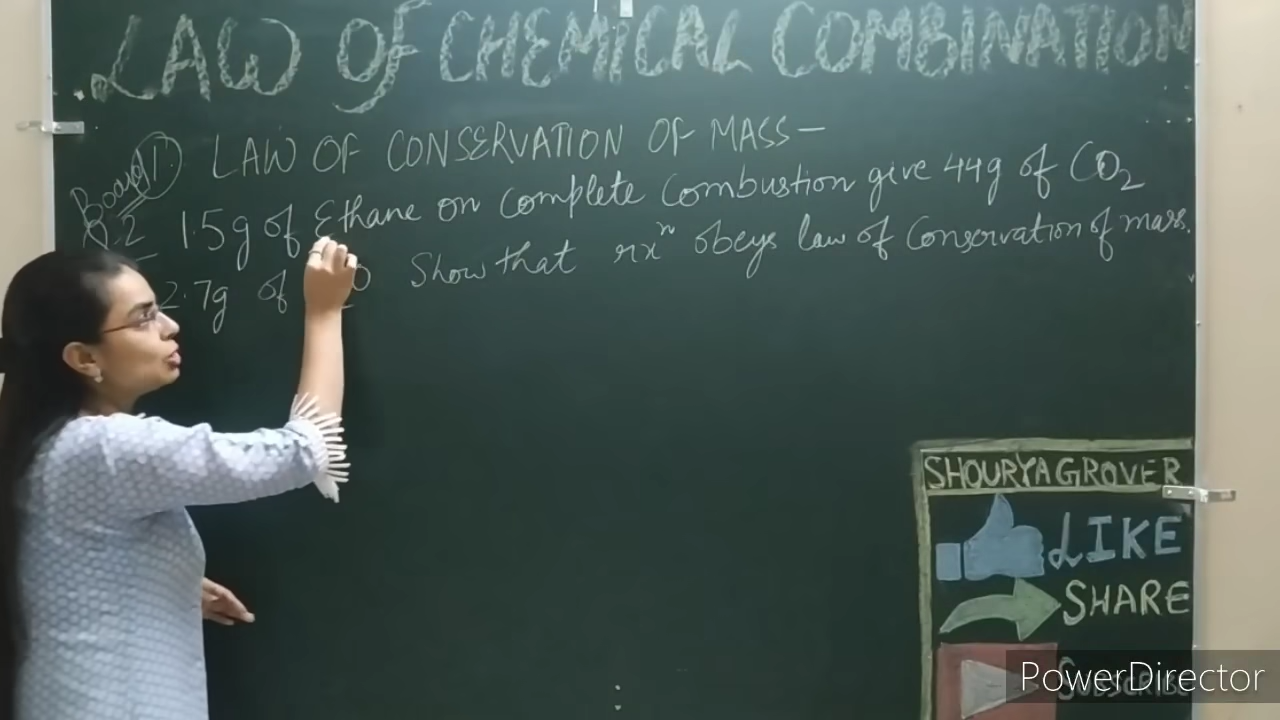 LAW OF CHEMICAL COMBINATION
Board 1. LAW OF CONSERVATION OF MASS-
Q.2 1.5g of Ethane on complete Combustion give 44g of CO2
2.7g of Show that rxn obeys law of Conservation of mass.
SHOURYA GROVER
LIKE
SHARE
SUBSCRIBE
PowerDirector